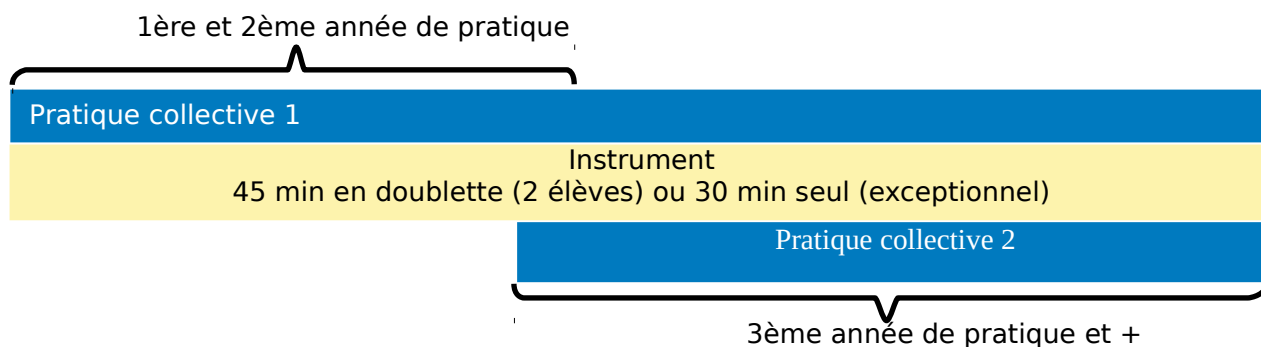 1ère et 2ème année de pratique
Pratique collective 1
Instrument
45 min en doublette (2 élèves) ou 30 min seul (exceptionnel)
Pratique collective 2
3ème année de pratique et +